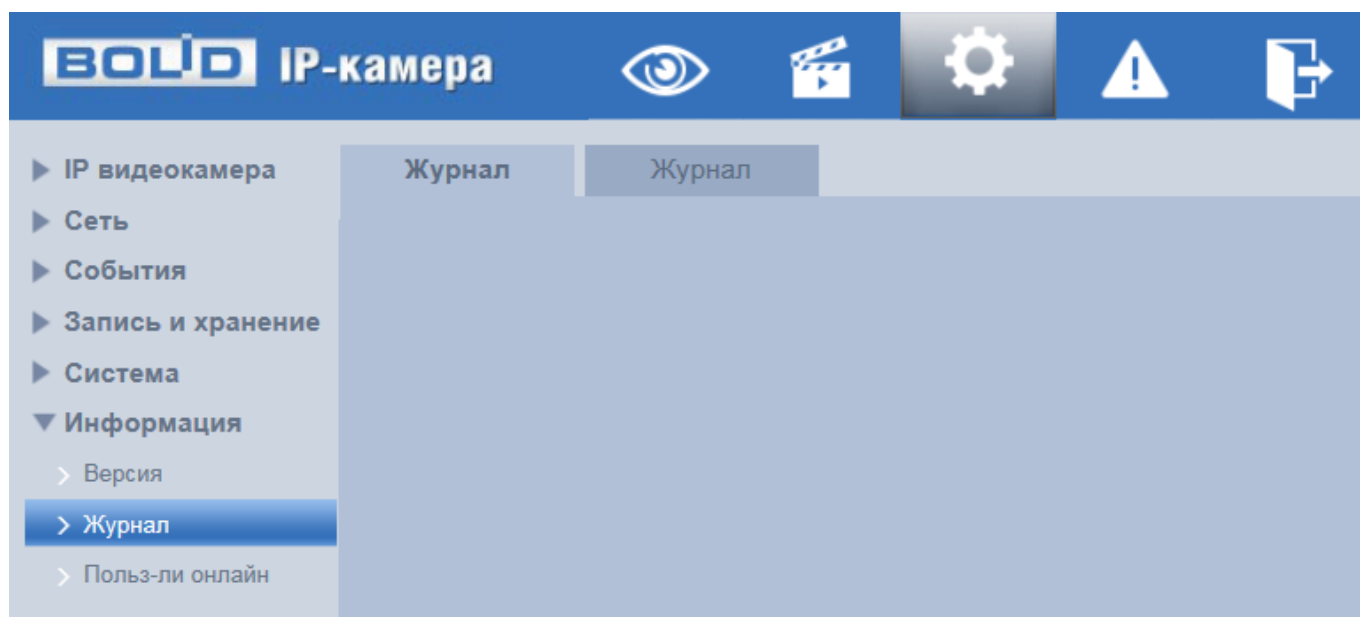 BOLID IP-камера
IP видеокамера
Сеть
События
Запись и хранение
Система
Информация
Версия
Журнал
Польз-ли онлайн
Журнал
Журнал